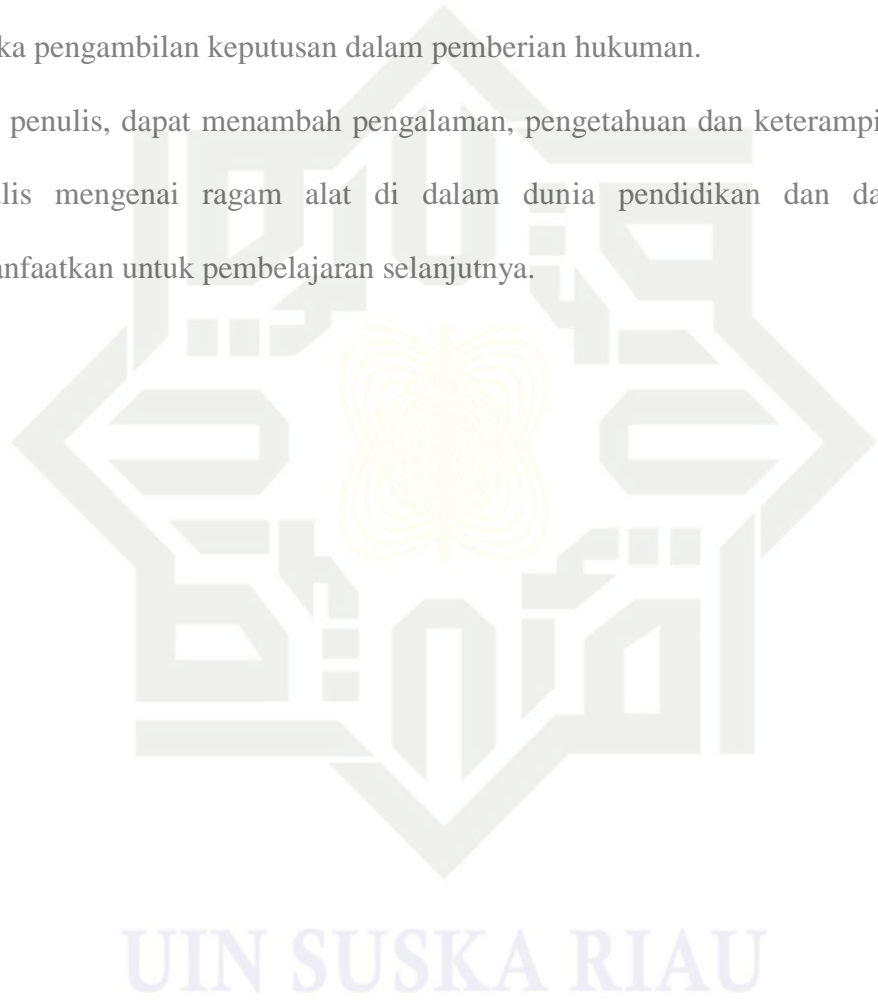 ka pengambilan keputusan dalam pemberian hukuman.
penulis, dapat menambah pengalaman, pengetahuan dan keterampi
lis mengenai ragam alat di dalam dunia pendidikan dan da
anfaatkan untuk pembelajaran selanjutnya.
UIN SUSKA RIAU